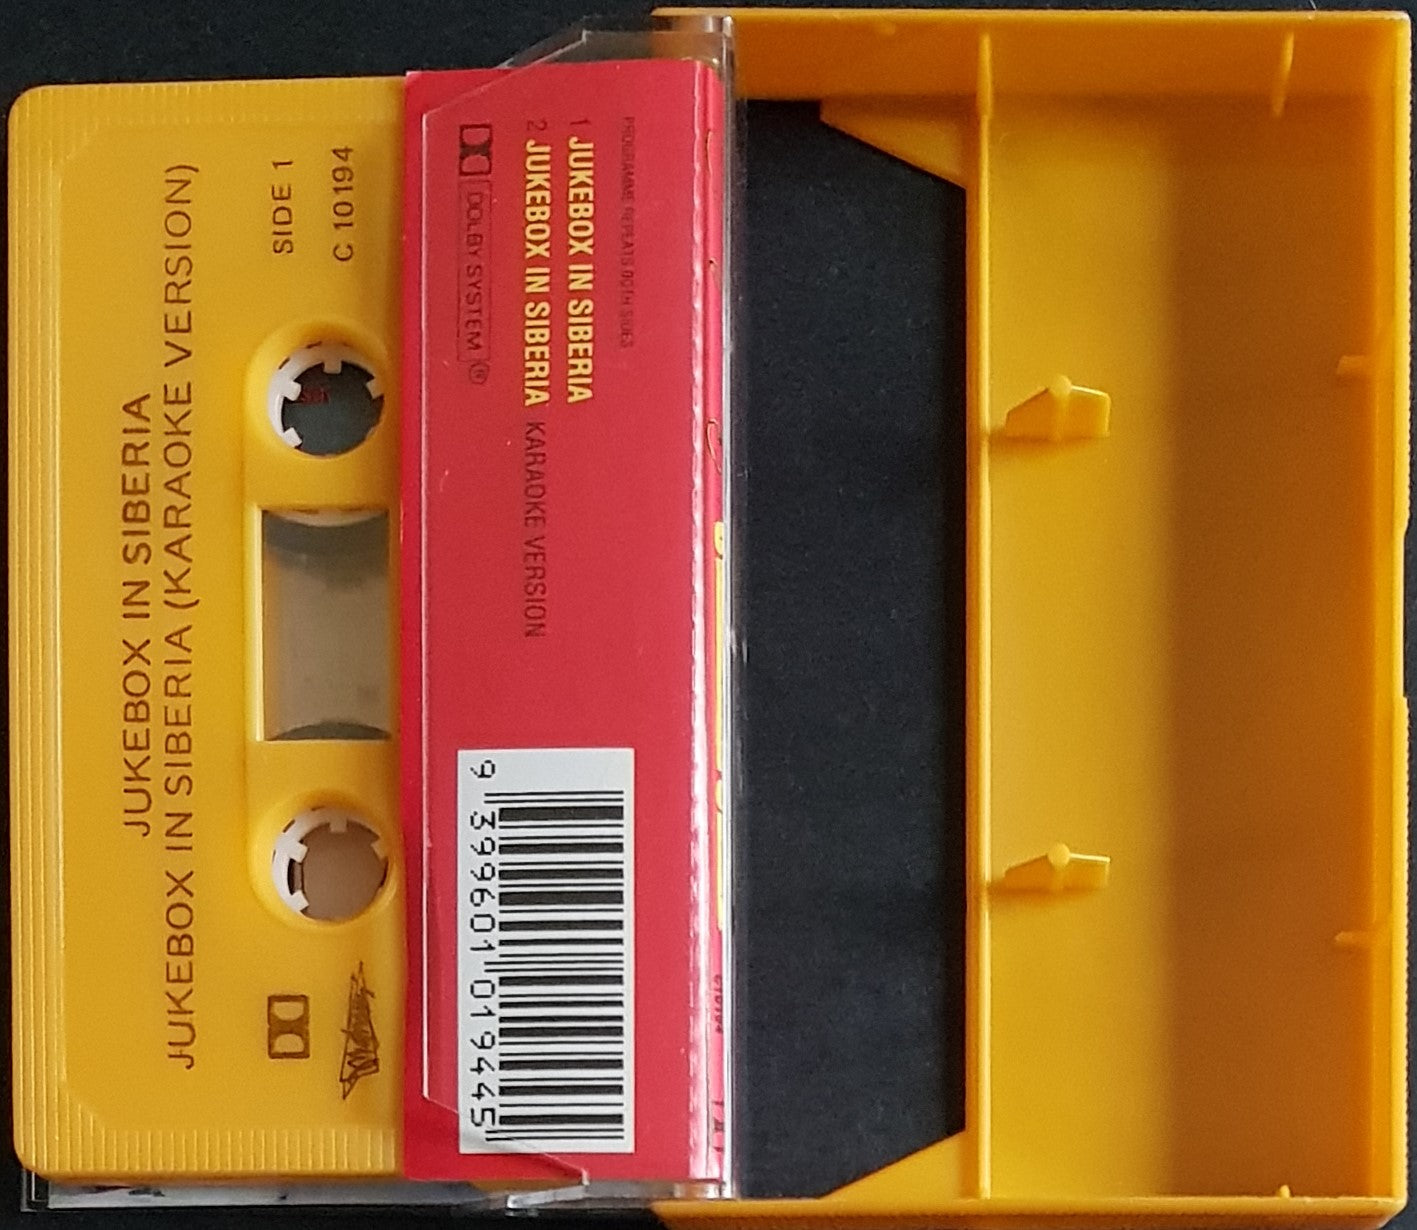 JUKEBOX IN SIBERIA
JUKEBOX IN SIBERIA (KARAOKE VERSION)
SIDE 1
C 10194
PROGRAMME REPEATS BOTH SIDES
1 JUKEBOX IN SIBERIA
2 JUKEBOX IN SIBERIA KARAOKE VERSION
DOLBY SYSTEM ®
9 399601 019445